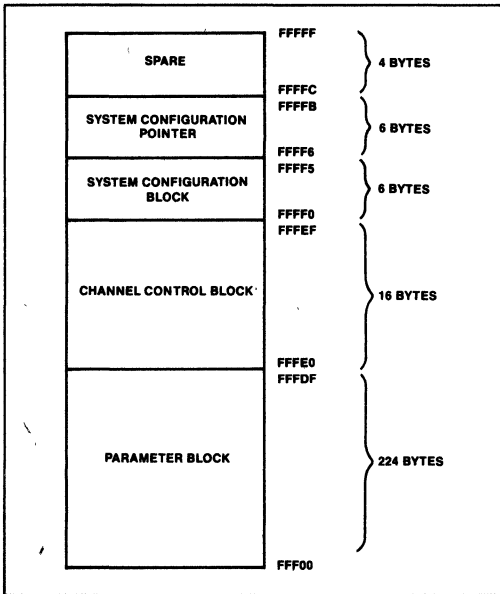 FFFFF
SPARE
4 BYTES
FFFFC
FFFFB
SYSTEM CONFIGURATION
POINTER
6 BYTES
FFFF6
FFFF5
SYSTEM CONFIGURATION
BLOCK
6 BYTES
FFFF0
FFFEF
CHANNEL CONTROL BLOCK
16 BYTES
FFFE0
FFFDF
PARAMETER BLOCK
224 BYTES
FFF00